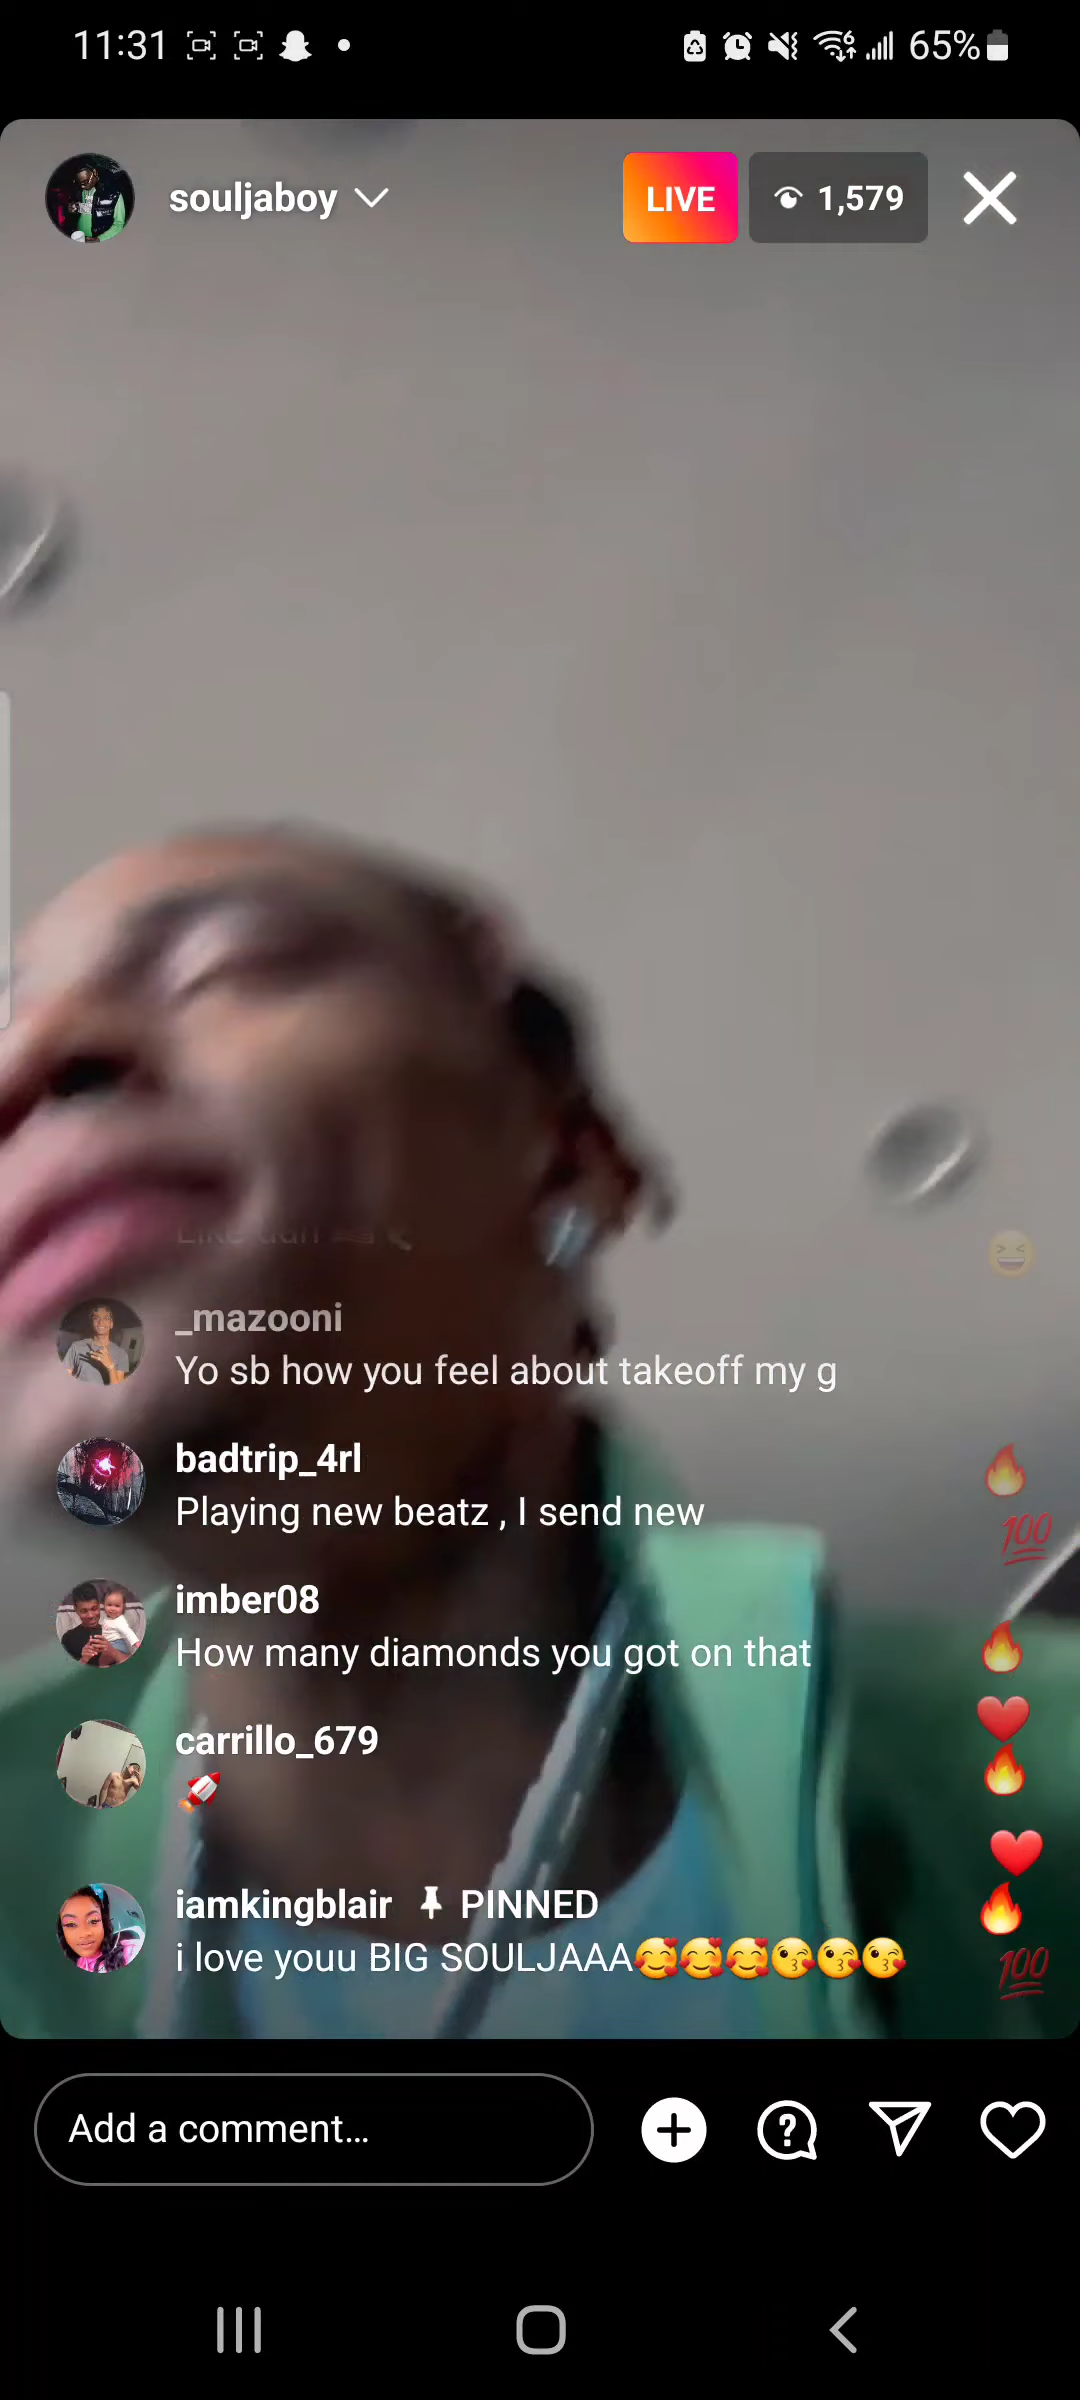 11:31
65%
souljaboy
LIVE
1,579
_mazooni
Yo sb how you feel about takeoff my g
badtrip_4rl
Playing new beatz , I send new
imber08
How many diamonds you got on that
carrillo_679
🚀
iamkingblair 📌 PINNED
i love youu BIG SOULJAAA🥰🥰🥰😘😘😘
Add a comment...